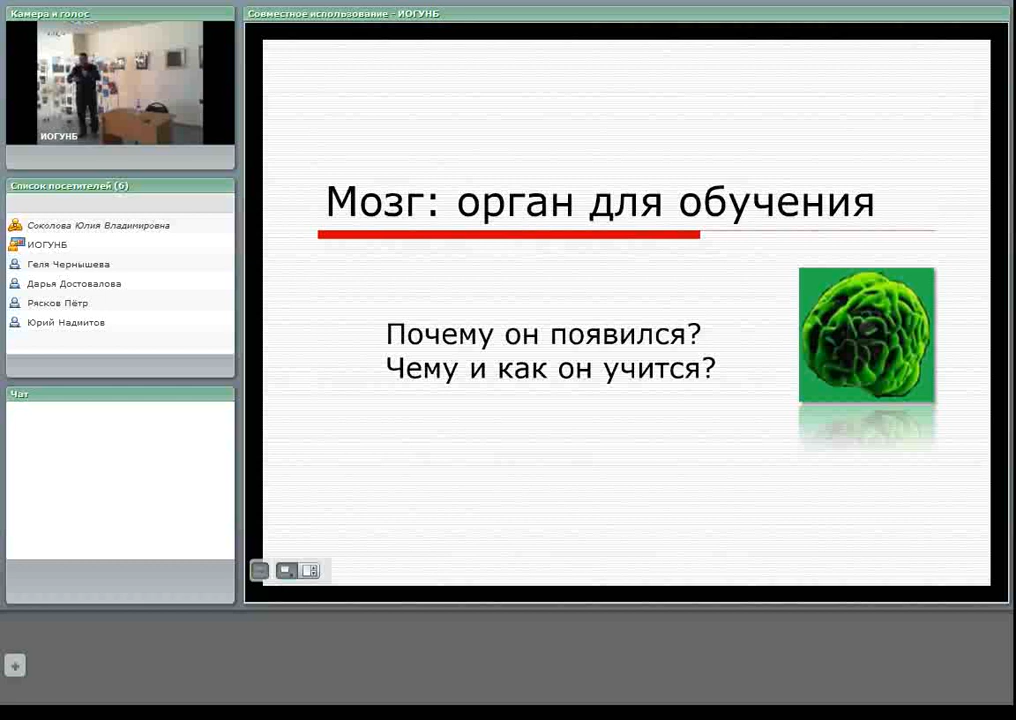 Камера и голос
ИОГУНБ
Список посетителей (6)
Соколова Юлия Владимировна
ИОГУНБ
Геля Чернышева
Дарья Достовалова
Рясков Пётр
Юрий Надмитов
Чат
Совместное использование - ИОГУНБ
Мозг: орган для обучения
Почему он появился?
Чему и как он учится?